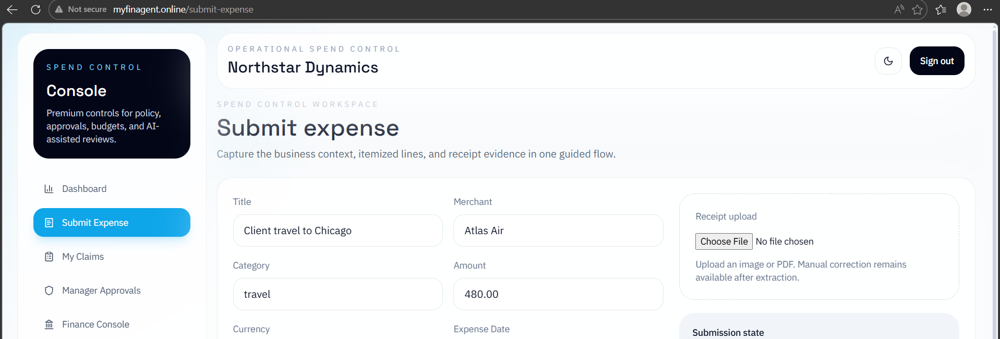 Not secure myfinagent.online/submit-expense
SPEND CONTROL
Console
Premium controls for policy,
approvals, budgets, and AI-
assisted reviews.
Dashboard
Submit Expense
My Claims
Manager Approvals
Finance Console
OPERATIONAL SPEND CONTROL
Northstar Dynamics
Sign out
SPEND CONTROL WORKSPACE
Submit expense
Capture the business context, itemized lines, and receipt evidence in one guided flow.
Title
Client travel to Chicago
Merchant
Atlas Air
Category
travel
Amount
480.00
Currency
Expense Date
Receipt upload
Choose File No file chosen
Upload an image or PDF. Manual correction remains
available after extraction.
Submission state